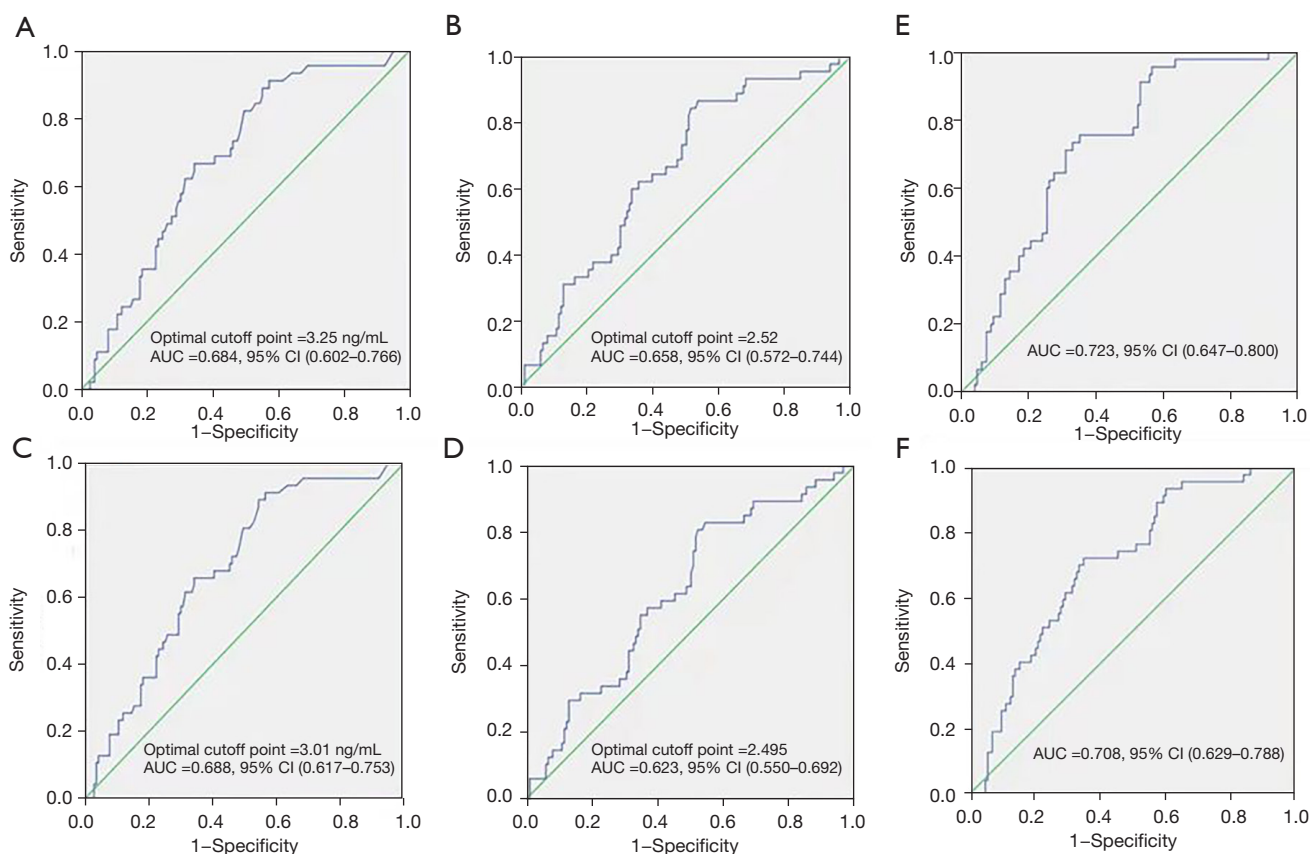 A
1.0
0.8
0.6
0.4
0.2
0.0
Sensitivity
Optimal cutoff point =3.25 ng/mL
AUC =0.684, 95% CI (0.602–0.766)
0.0 0.2 0.4 0.6 0.8 1.0
1–Specificity
B
1.0
0.8
0.6
0.4
0.2
0.0
Sensitivity
Optimal cutoff point =2.52
AUC =0.658, 95% CI (0.572–0.744)
0.0 0.2 0.4 0.6 0.8 1.0
1–Specificity
E
1.0
0.8
0.6
0.4
0.2
0.0
Sensitivity
AUC =0.723, 95% CI (0.647–0.800)
0.0 0.2 0.4 0.6 0.8 1.0
1–Specificity
C
1.0
0.8
0.6
0.4
0.2
0.0
Sensitivity
Optimal cutoff point =3.01 ng/mL
AUC =0.688, 95% CI (0.617–0.753)
0.0 0.2 0.4 0.6 0.8 1.0
1–Specificity
D
1.0
0.8
0.6
0.4
0.2
0.0
Sensitivity
Optimal cutoff point =2.495
AUC =0.623, 95% CI (0.550–0.692)
0.0 0.2 0.4 0.6 0.8 1.0
1–Specificity
F
1.0
0.8
0.6
0.4
0.2
0.0
Sensitivity
AUC =0.708, 95% CI (0.629–0.788)
0.0 0.2 0.4 0.6 0.8 1.0
1–Specificity